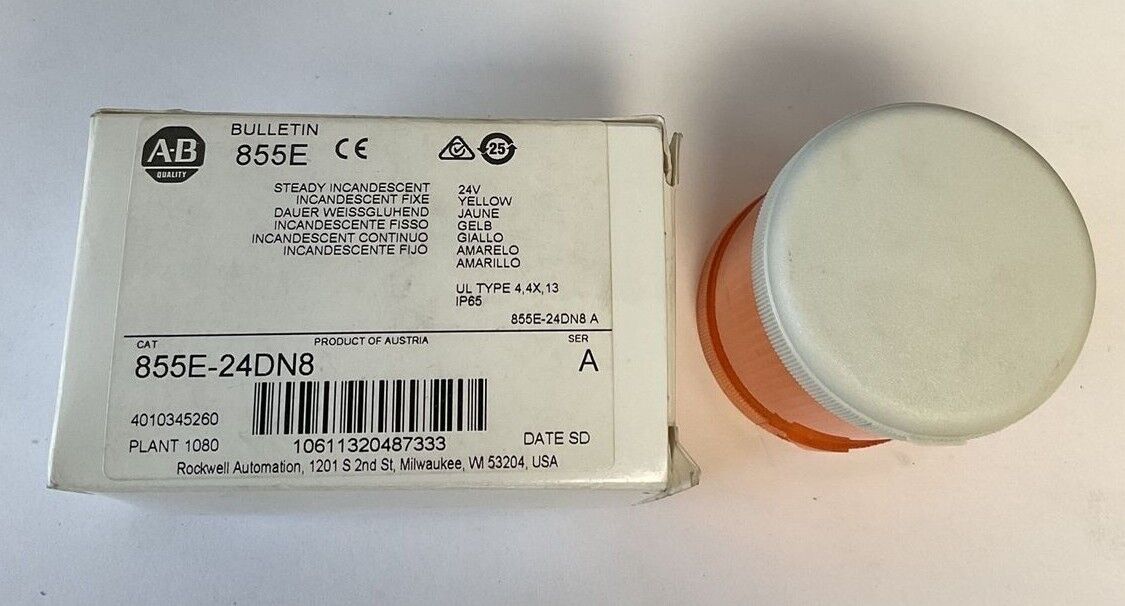 A-B
QUALITY
BULLETIN
855E CE
25
STEADY INCANDESCENT 24V
INCANDESCENT FIXE YELLOW
DAUER WEISSGLUHEND JAUNE
INCANDESCENTE FISSO GELB
INCANDESCENT CONTINUO GIALLO
INCANDESCENTE FIJO AMARELO
AMARILLO
UL TYPE 4,4X,13
IP65
855E-24DN8 A
CAT PRODUCT OF AUSTRIA SER
855E-24DN8 A
4010345260
PLANT 1080 10611320487333 DATE SD
Rockwell Automation, 1201 S 2nd St, Milwaukee, WI 53204, USA